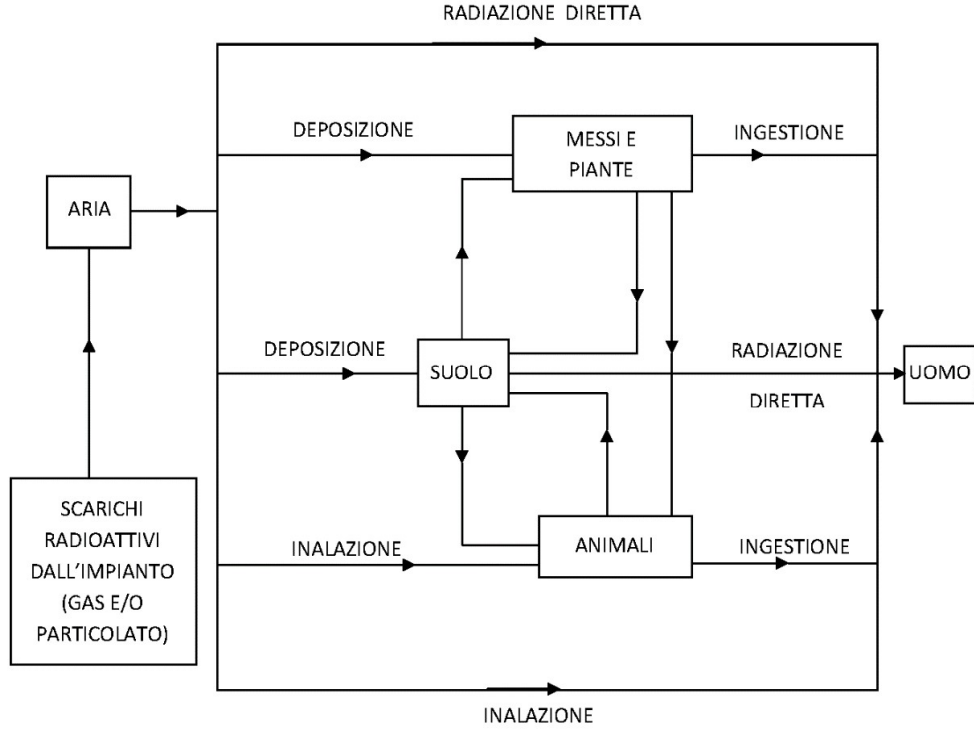 RADIAZIONE DIRETTA
DEPOSIZIONE
MESSI E
PIANTE
INGESTIONE
ARIA
DEPOSIZIONE
SUOLO
RADIAZIONE
DIRETTA
UOMO
SCARICHI
RADIOATTIVI
DALL'IMPIANTO
(GAS E/O
PARTICOLATO)
INALAZIONE
ANIMALI
INGESTIONE
INALAZIONE